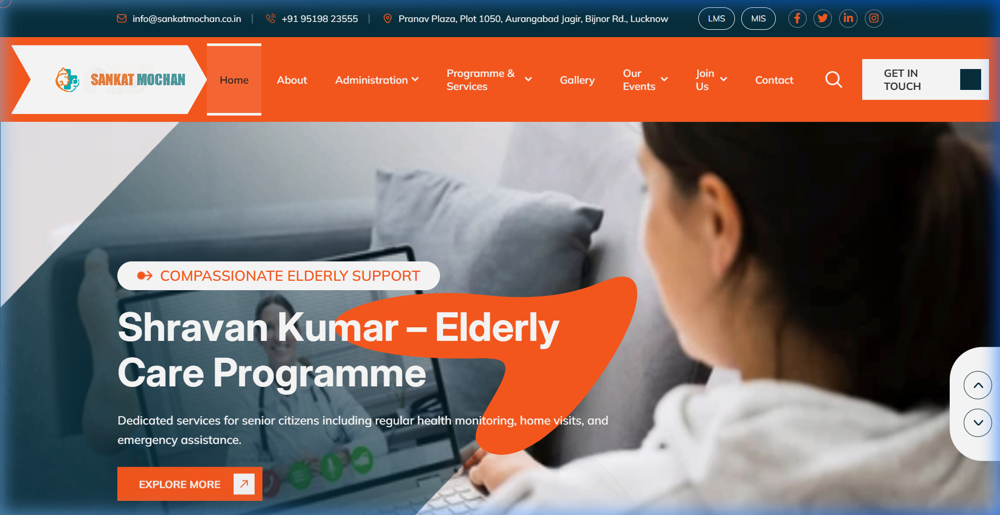 info@sankatmochan.co.in | +91 95198 23555 | Pranav Plaza, Plot 1050, Aurangabad Jagir, Bijnor Rd., Lucknow
LMS
MIS
SANKAT MOCHAN
Home
About
Administration
Programme &
Services
Gallery
Our
Events
Join
Us
Contact
GET IN
TOUCH
COMPASSIONATE ELDERLY SUPPORT
Shravan Kumar – Elderly
Care Programme
Dedicated services for senior citizens including regular health monitoring, home visits, and
emergency assistance.
EXPLORE MORE